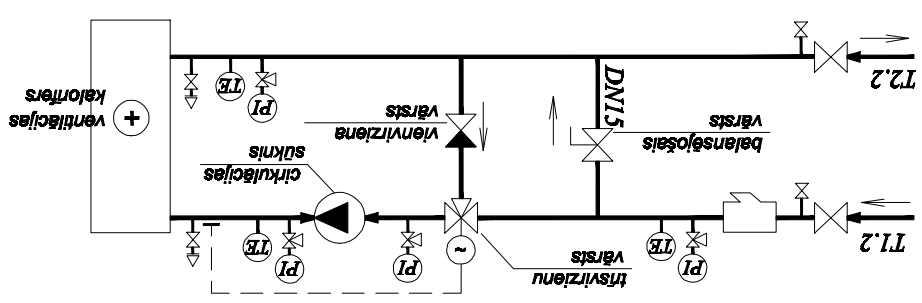 trīsvirzienu
vārsts
PI
PI
PI
TE
TE
~
T1.2
cirkulācijas
sūknis
balansējošais
vārsts
DN15
vienvirziena
vārsts
ventilācijas
kalorifers
+
T2.2
PI
TE